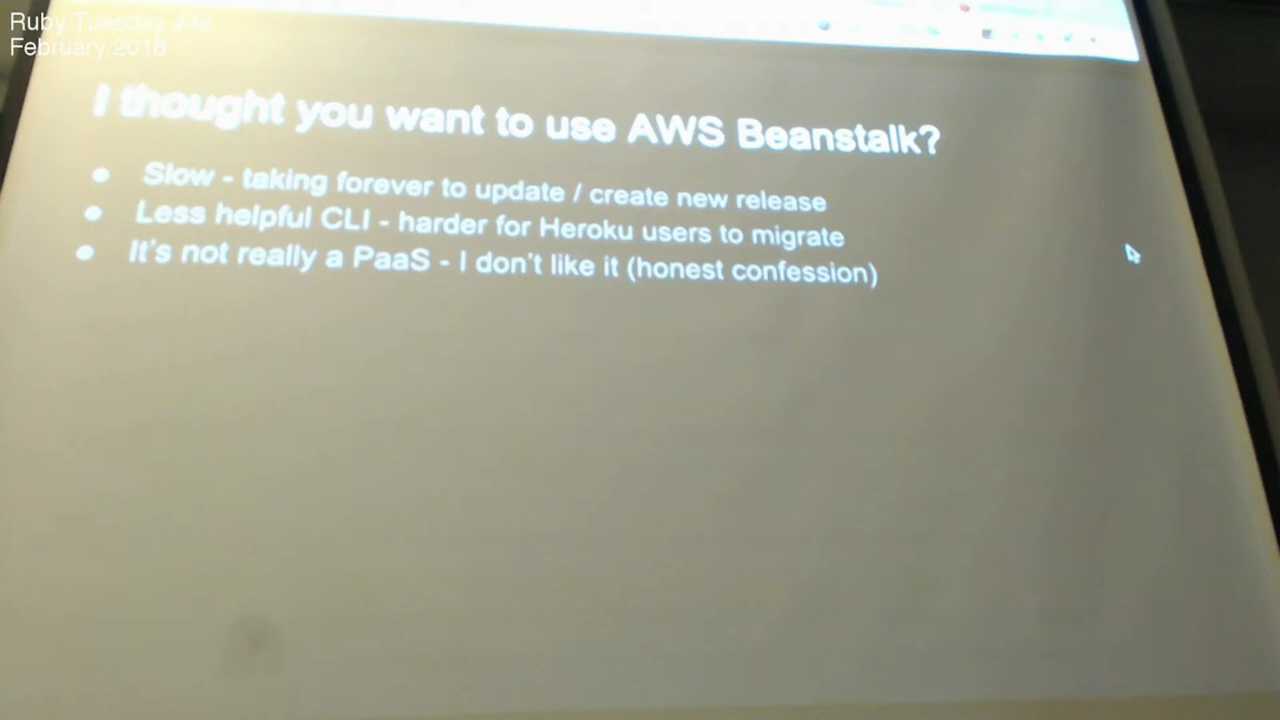 Ruby Tuesday
February 2018
I thought you want to use AWS Beanstalk?
Slow - taking forever to update / create new release
Less helpful CLI - harder for Heroku users to migrate
It's not really a PaaS - I don't like it (honest confession)